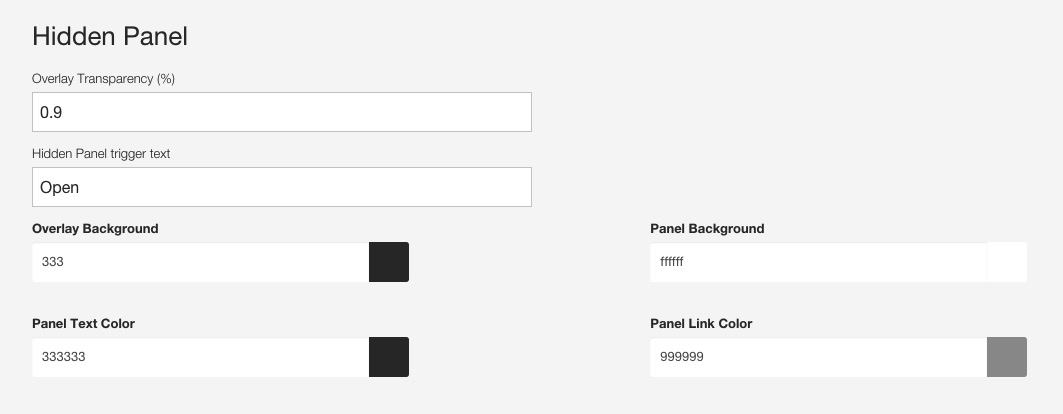 Hidden Panel
Overlay Transparency (%)
0.9
Hidden Panel trigger text
Open
Overlay Background
333
Panel Background
ffffff
Panel Text Color
333333
Panel Link Color
999999